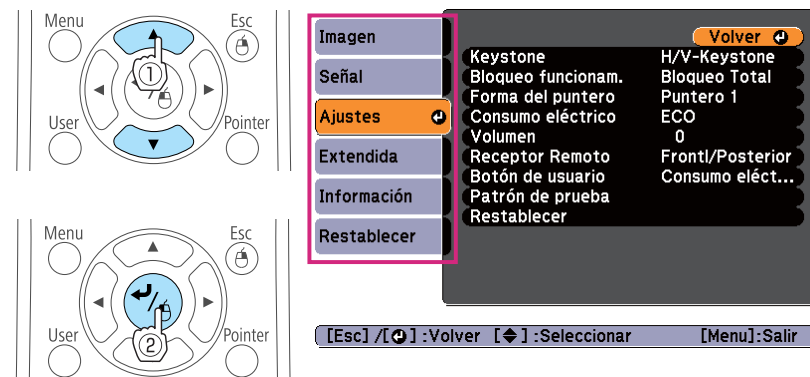 Menu
Esc
1
User
Pointer
Menu
Esc
User
2
Pointer
Imagen
Señal
Ajustes
Extendida
Información
Restablecer
Volver
Keystone H/V-Keystone
Bloqueo funcionam. Bloqueo Total
Forma del puntero Puntero 1
Consumo eléctrico ECO
Volumen 0
Receptor Remoto Frontl/Posterior
Botón de usuario Consumo eléct...
Patrón de prueba
Restablecer
[Esc] /[ ] :Volver [ ] :Seleccionar [Menu]:Salir